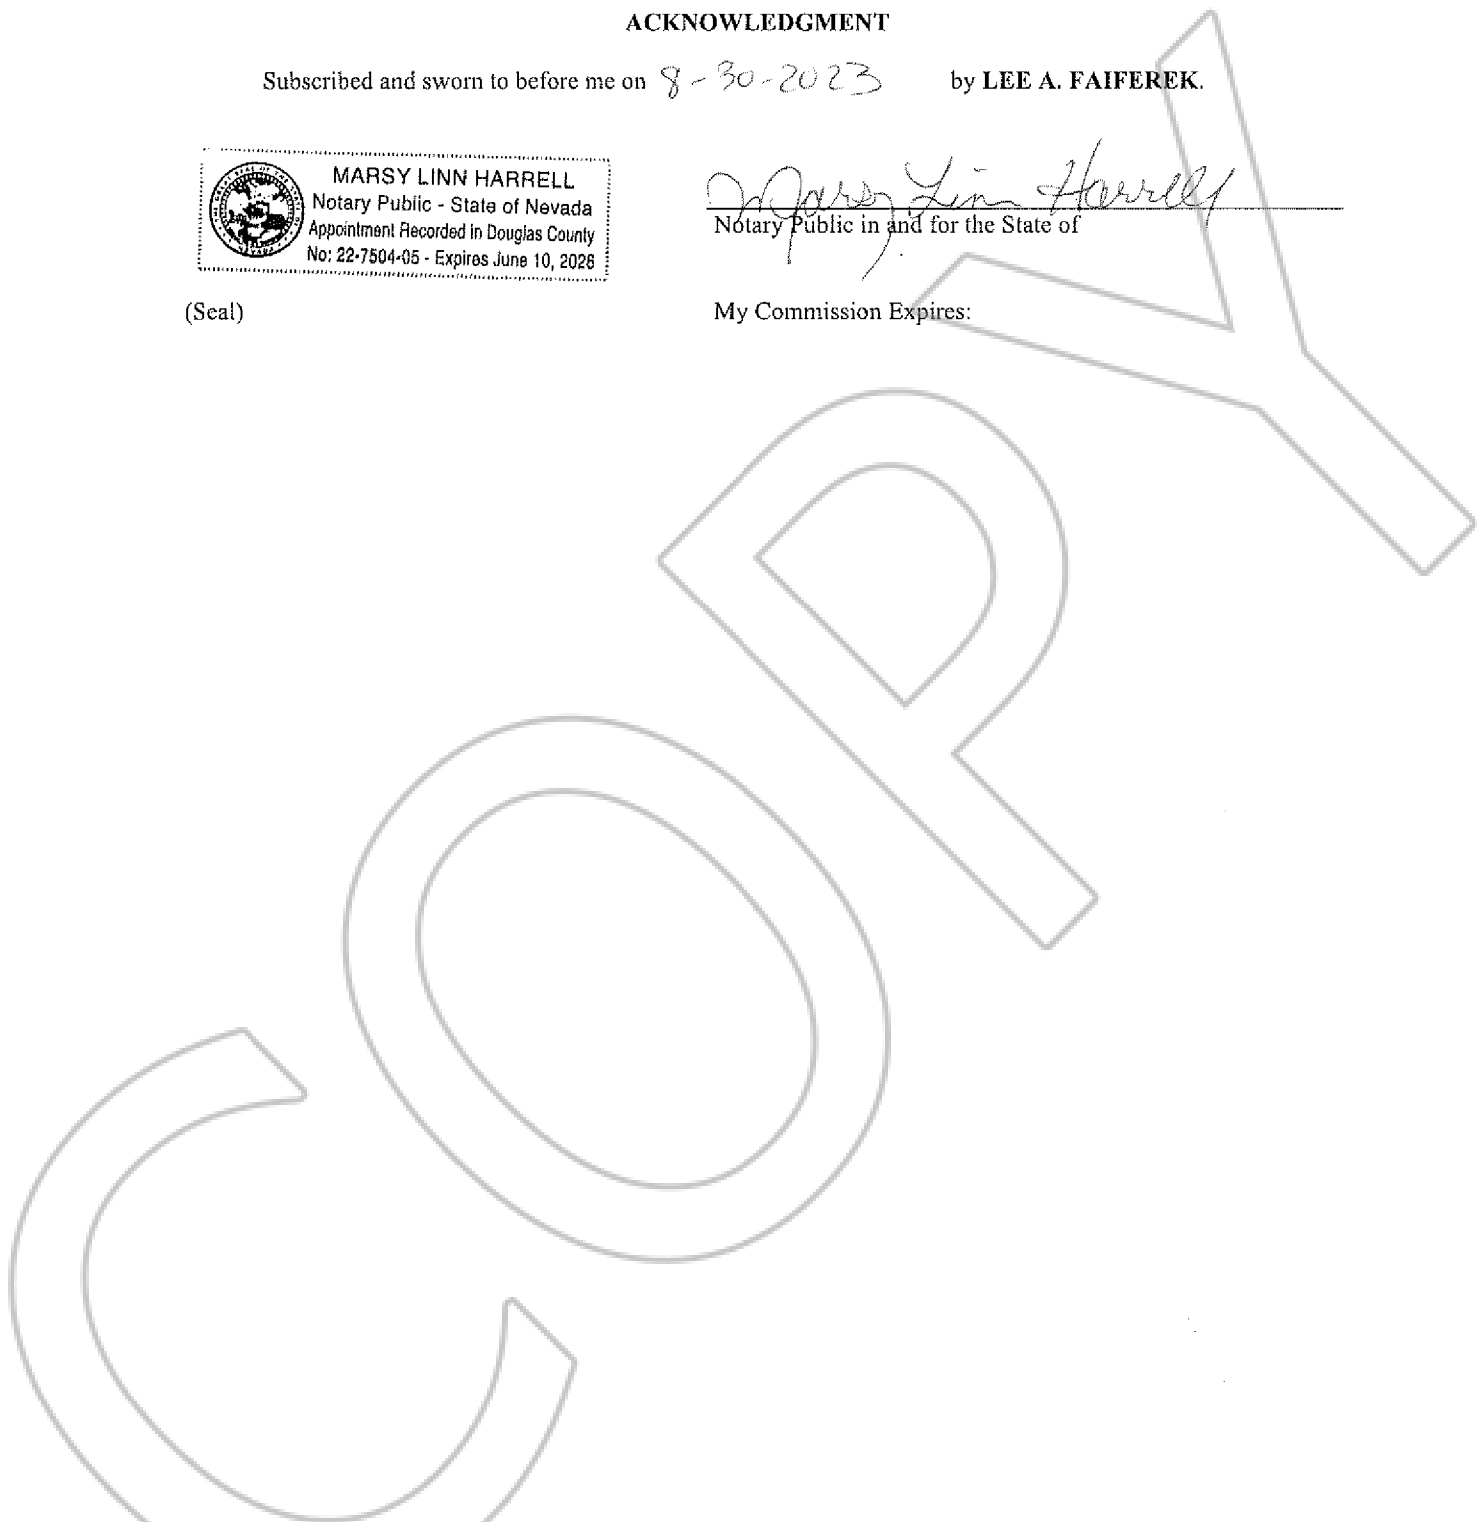 ACKNOWLEDGMENT
Subscribed and sworn to before me on 8-30-2023 by LEE A. FAIFEREK.
MARSY LINN HARRELL
Notary Public - State of Nevada
Appointment Recorded in Douglas County
No: 22-7504-05 - Expires June 10, 2026
Marsy Linn Harrell
Notary Public in and for the State of
(Seal) My Commission Expires:
COPY